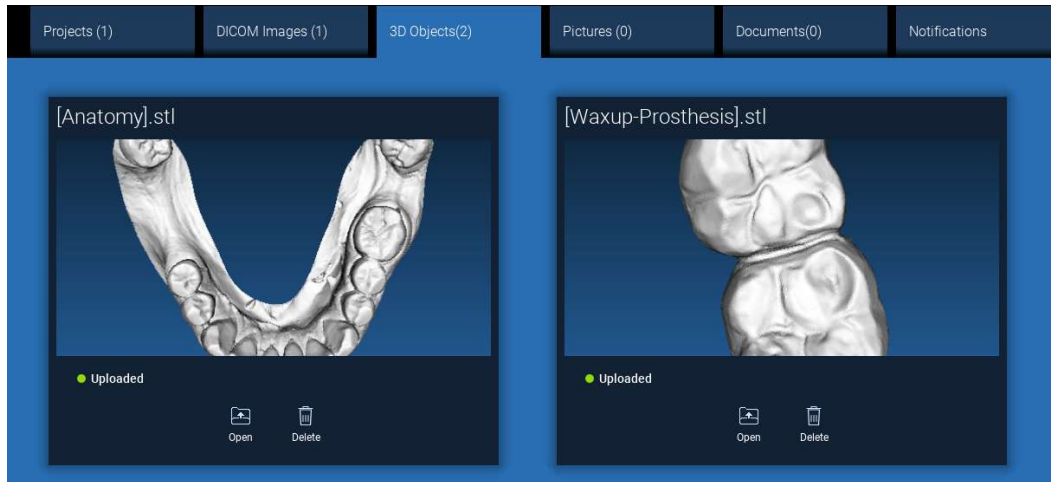 Projects (1)
DICOM Images (1)
3D Objects(2)
Pictures (0)
Documents(0)
Notifications
[Anatomy].stl
[Waxup-Prosthesis].stl
Uploaded
Uploaded
Open
Delete
Open
Delete